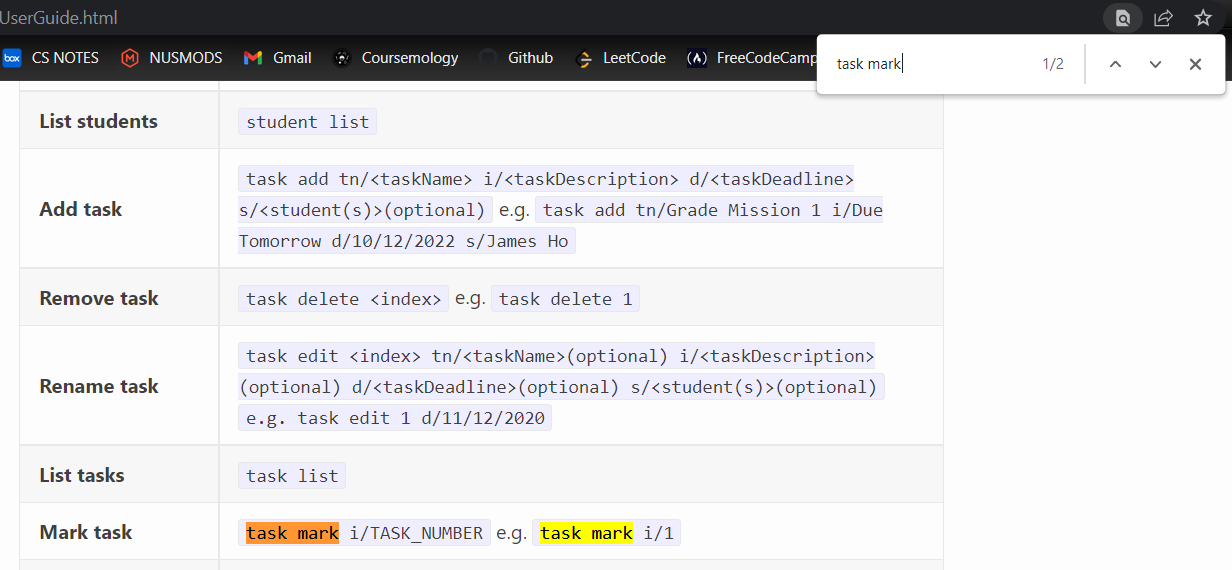 UserGuide.html
box CS NOTES NUSMODS Gmail Coursemology Github LeetCode FreeCodeCamp
task mark 1/2
List students student list
task add tn/<taskName> i/<taskDescription> d/<taskDeadline>
Add task s/<student(s)>(optional) e.g. task add tn/Grade Mission 1 i/Due
Tomorrow d/10/12/2022 s/James Ho
Remove task task delete <index> e.g. task delete 1
task edit <index> tn/<taskName>(optional) i/<taskDescription>
Rename task (optional) d/<taskDeadline>(optional) s/<student(s)>(optional)
e.g. task edit 1 d/11/12/2020
List tasks task list
Mark task task mark i/TASK_NUMBER e.g. task mark i/1